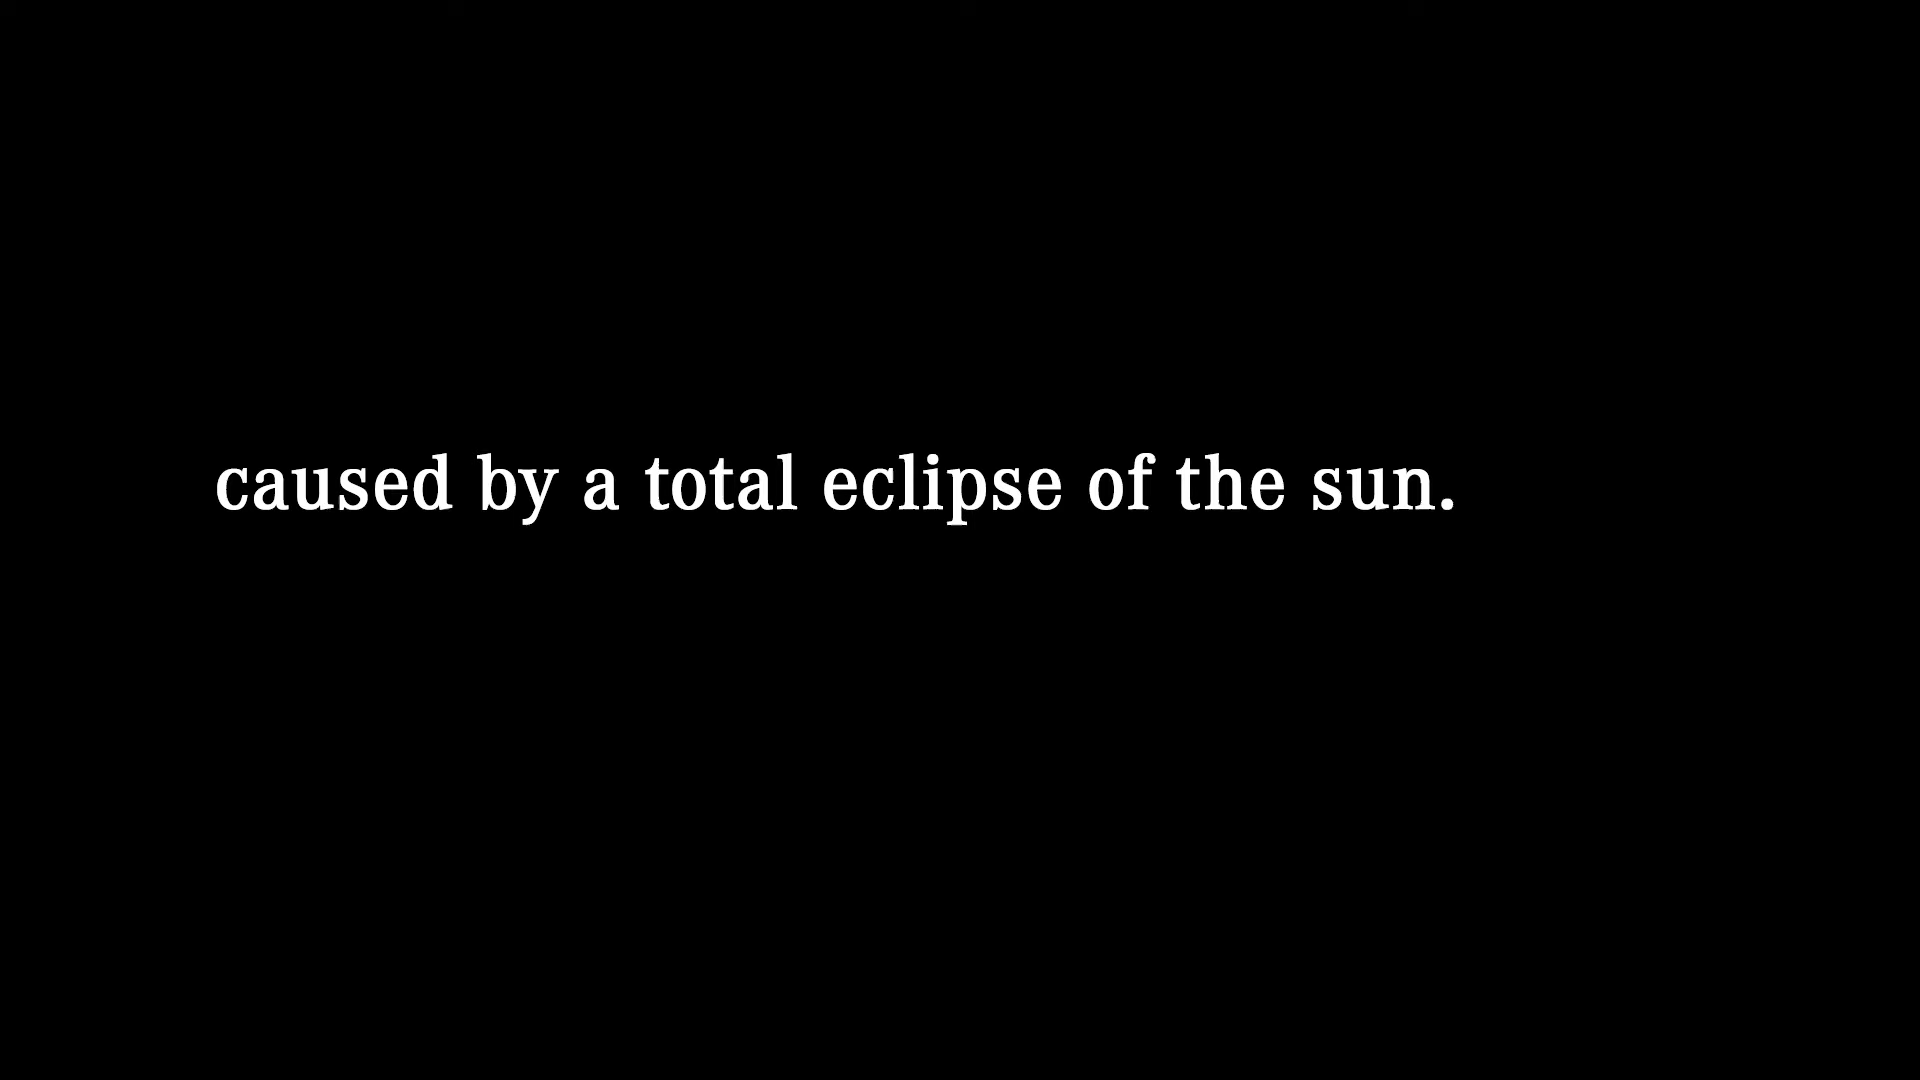 caused by a total eclipse of the sun.